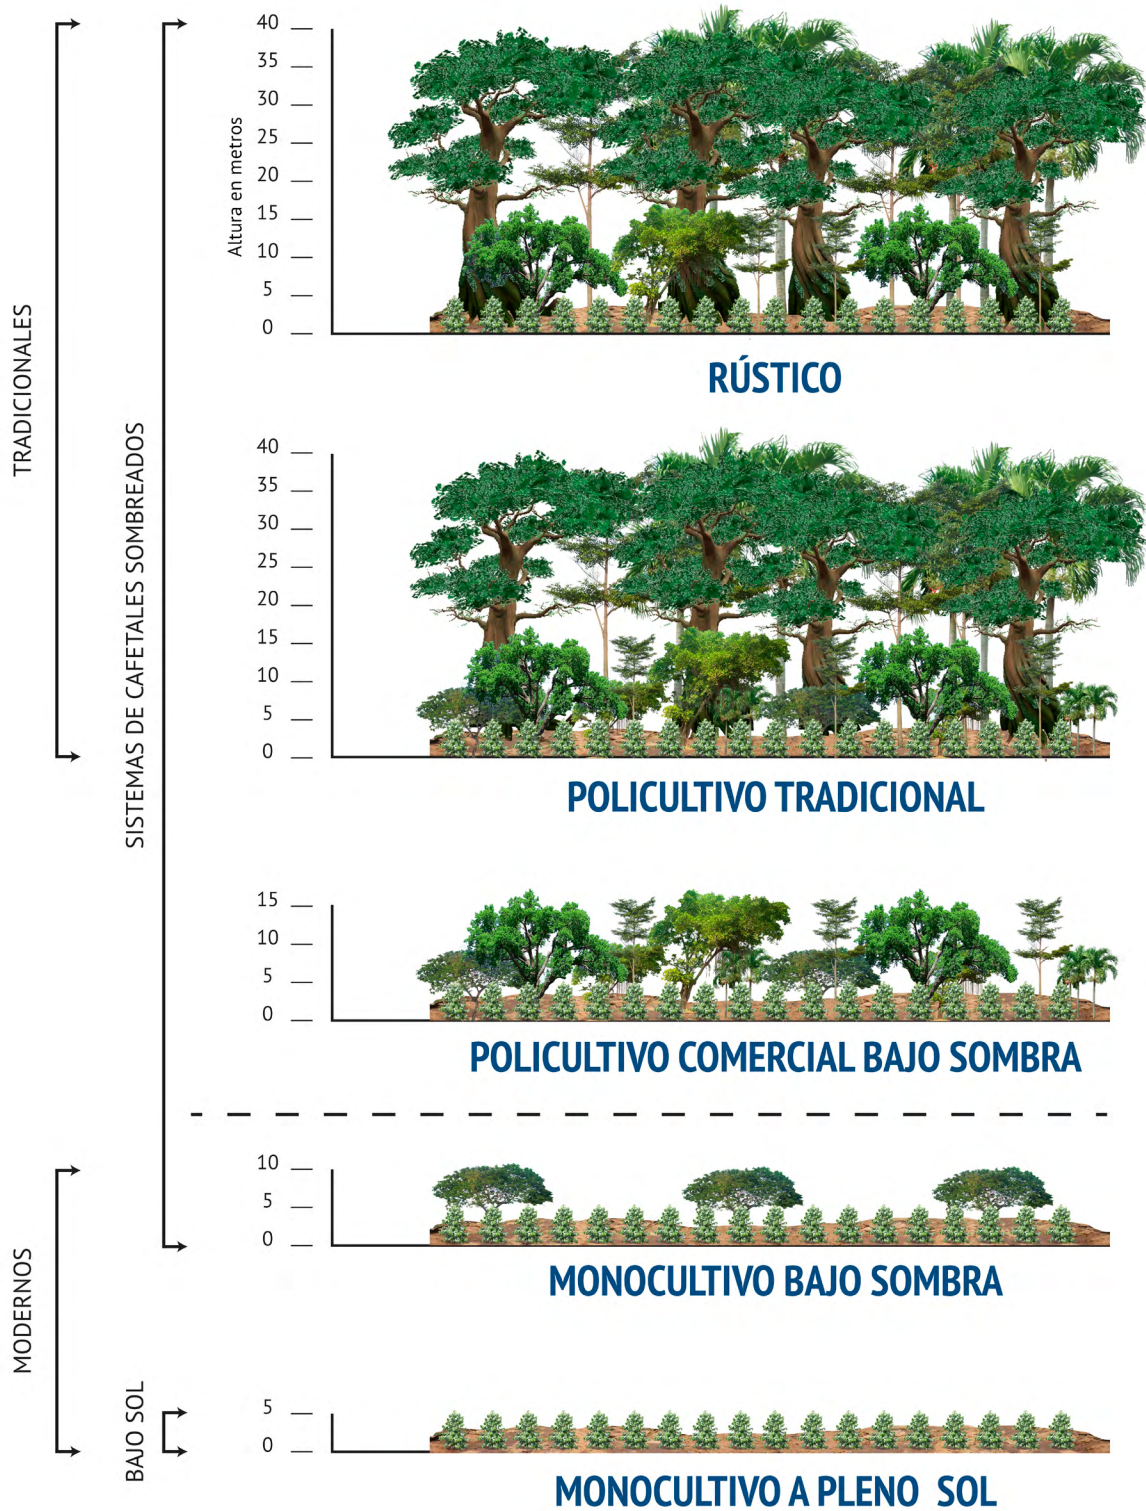 TRADICIONALES
SISTEMAS DE CAFETALES SOMBREADOS
Altura en metros
40
35
30
25
20
15
10
5
0
RÚSTICO
40
35
30
25
20
15
10
5
0
POLICULTIVO TRADICIONAL
15
10
5
0
POLICULTIVO COMERCIAL BAJO SOMBRA
MODERNOS
10
5
0
MONOCULTIVO BAJO SOMBRA
BAJO SOL
5
0
MONOCULTIVO A PLENO SOL